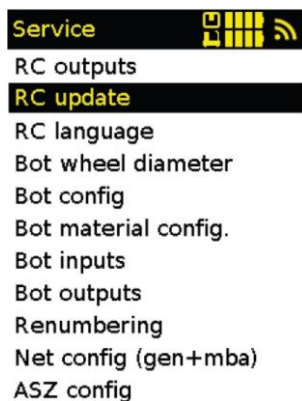 Service
RC outputs
RC update
RC language
Bot wheel diameter
Bot config
Bot material config.
Bot inputs
Bot outputs
Renumbering
Net config (gen+mba)
ASZ config